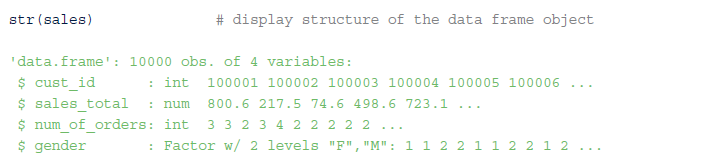 str(sales) # display structure of the data frame object
'data.frame': 10000 obs. of 4 variables:
$ cust_id : int 100001 100002 100003 100004 100005 100006 ...
$ sales_total : num 800.6 217.5 74.6 498.6 723.1 ...
$ num_of_orders: int 3 3 2 3 4 2 2 2 2 2 ...
$ gender : Factor w/ 2 levels "F","M": 1 1 2 2 1 1 2 2 1 2 ...